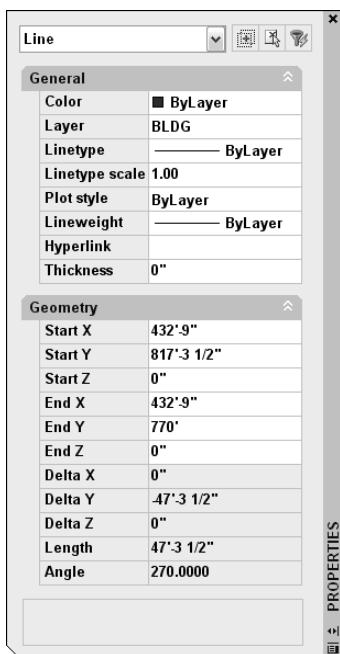 Line
General
Color ByLayer
Layer BLDG
Linetype ByLayer
Linetype scale 1.00
Plot style ByLayer
Lineweight ByLayer
Hyperlink
Thickness 0"
Geometry
Start X 432'-9"
Start Y 817'-3 1/2"
Start Z 0"
End X 432'-9"
End Y 770'
End Z 0"
Delta X 0"
Delta Y -47'-3 1/2"
Delta Z 0"
Length 47'-3 1/2"
Angle 270.0000
PROPERTIES